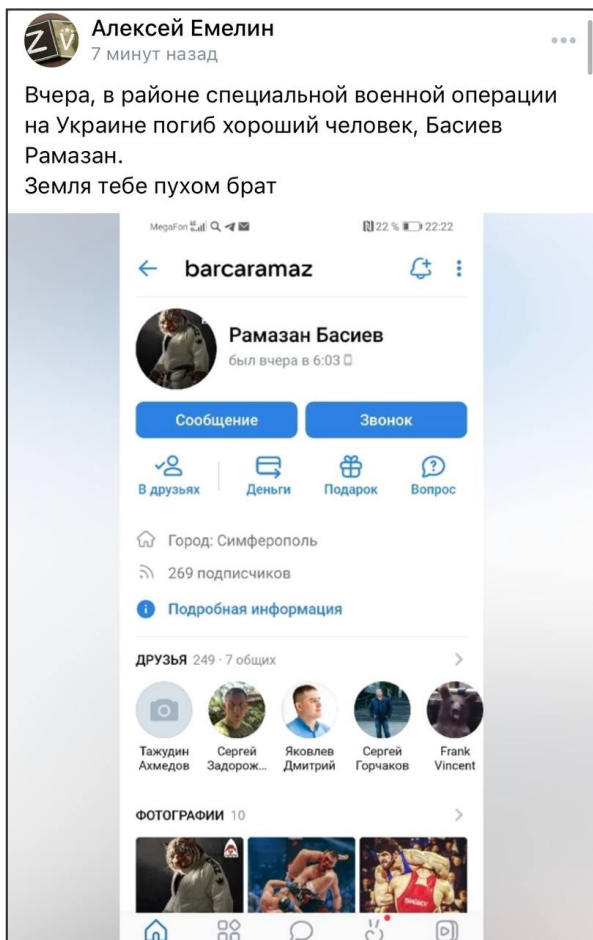 Алексей Емелин
7 минут назад
Вчера, в районе специальной военной операции
на Украине погиб хороший человек, Басиев
Рамазан.
Земля тебе пухом брат
MegaFon 22 % 22:22
barcaramaz
Рамазан Басиев
был вчера в 6:03
Сообщение Звонок
В друзьях Деньги Подарок Вопрос
Город: Симферополь
269 подписчиков
Подробная информация
ДРУЗЬЯ 249 · 7 общих
Тажудин Сергей Яковлев Сергей Frank
Ахмедов Задорож... Дмитрий Горчаков Vincent
ФОТОГРАФИИ 10